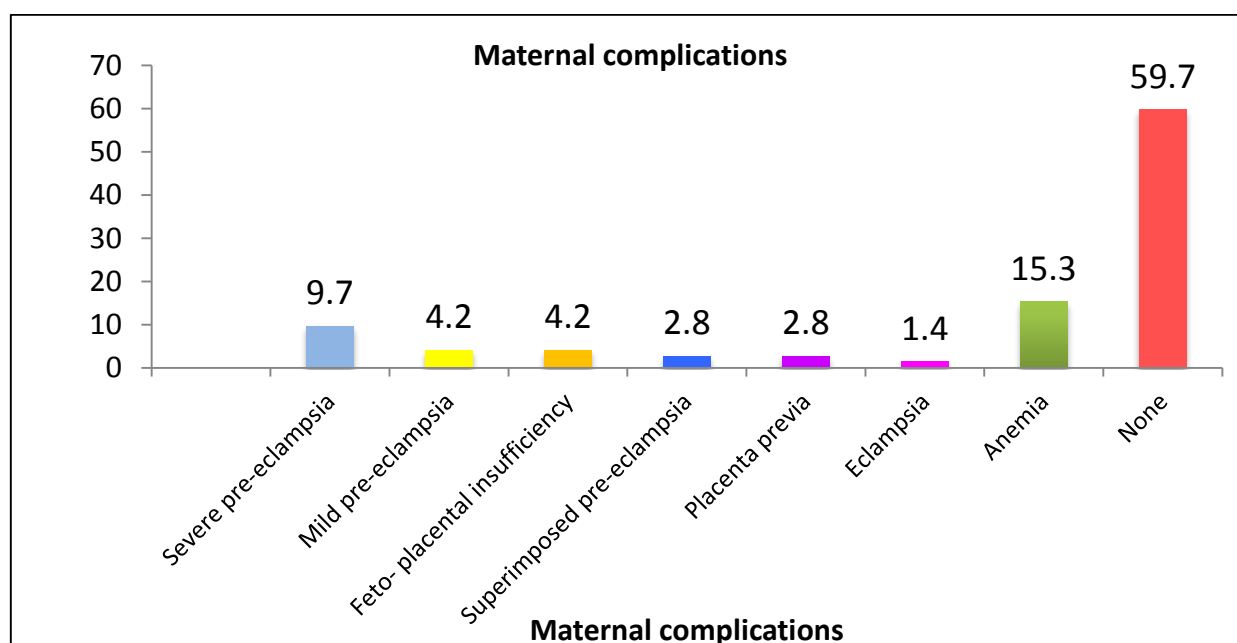 Maternal complications
70
60
50
40
30
20
10
0
9.7
4.2
4.2
2.8
2.8
1.4
15.3
59.7
Severe pre-eclampsia
Mild pre-eclampsia
Feto- placental insufficiency
Superimposed pre-eclampsia
Placenta previa
Eclampsia
Anemia
None
Maternal complications